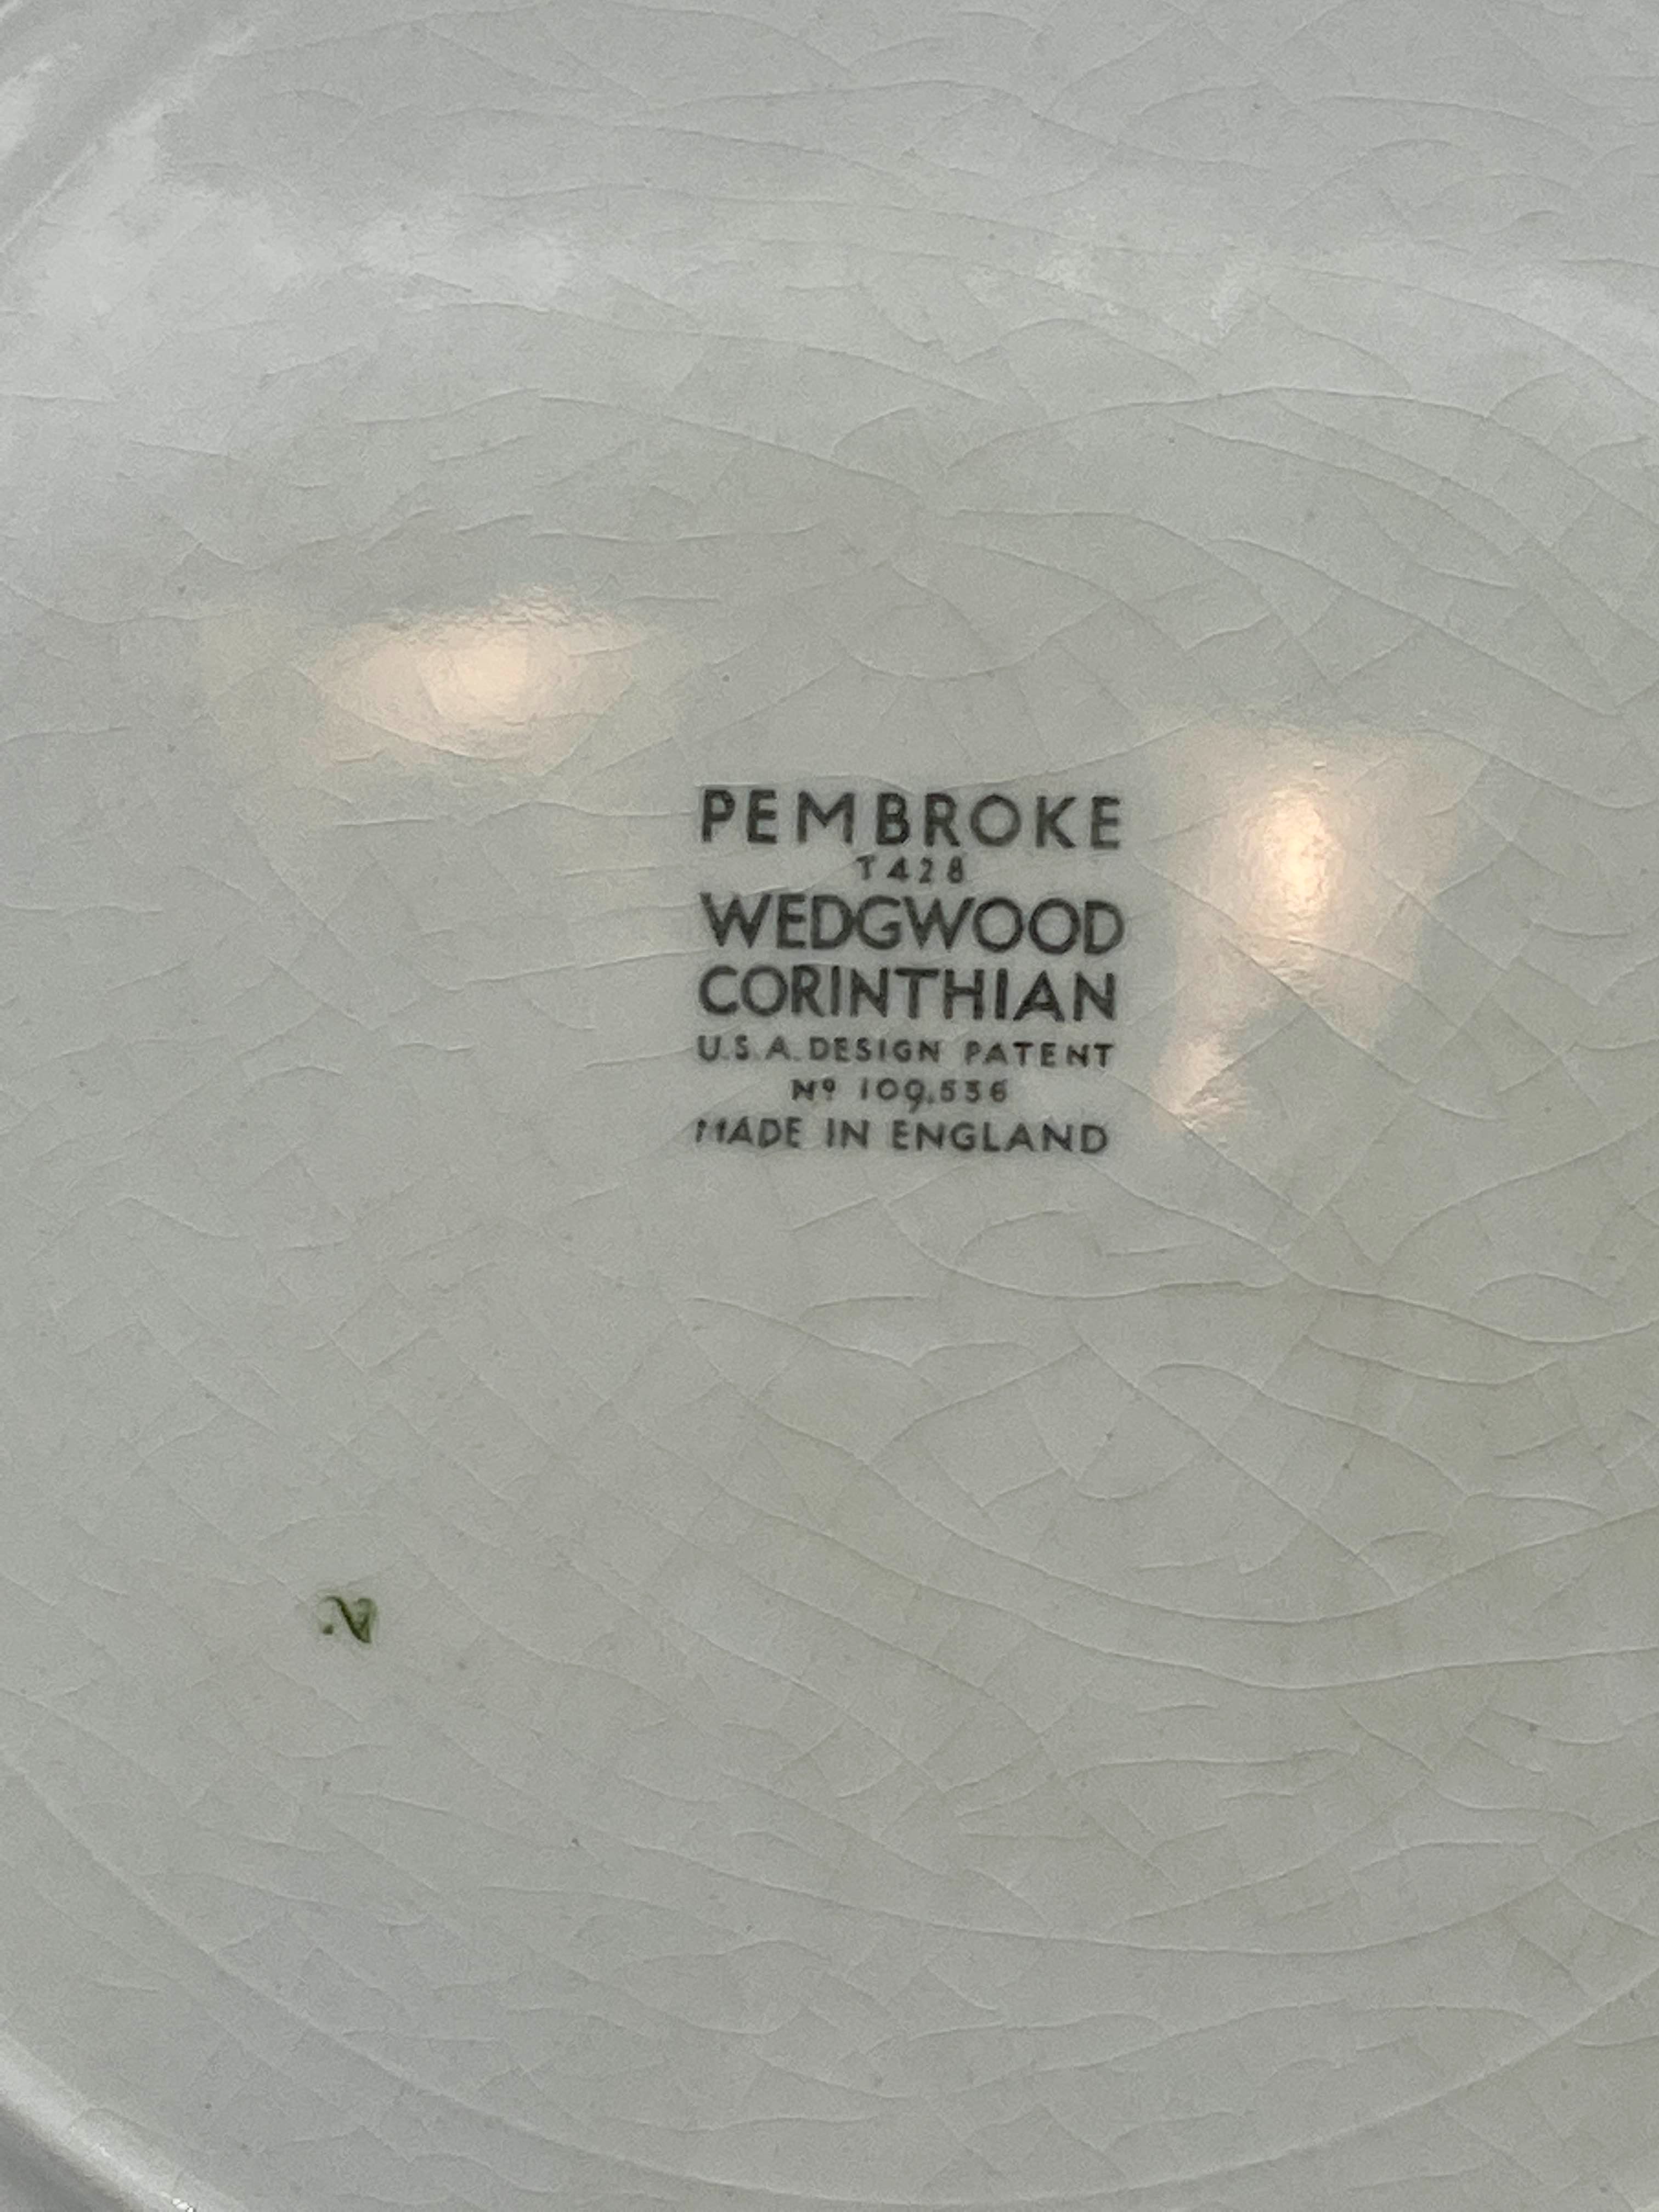 PEMBROKE
T428
WEDGWOOD
CORINTHIAN
U.S.A. DESIGN PATENT
Nº 109,536
MADE IN ENGLAND